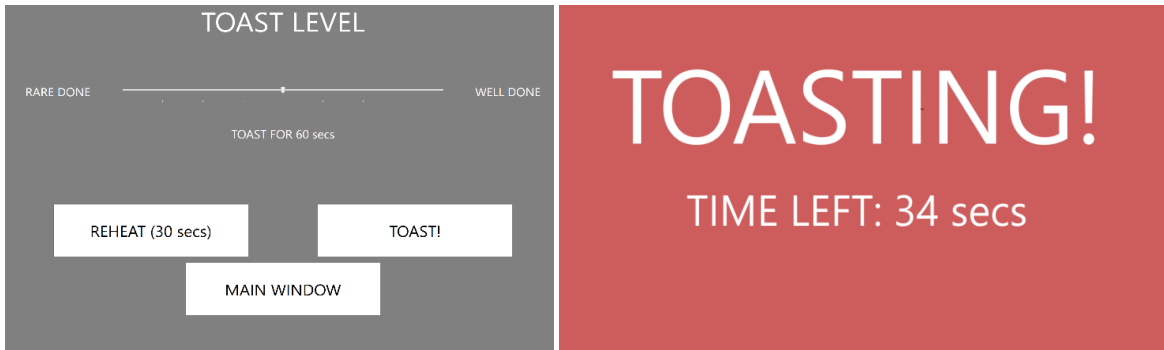 TOAST LEVEL
RARE DONE WELL DONE
TOAST FOR 60 secs
REHEAT (30 secs) TOAST!
MAIN WINDOW
TOASTING!
TIME LEFT: 34 secs